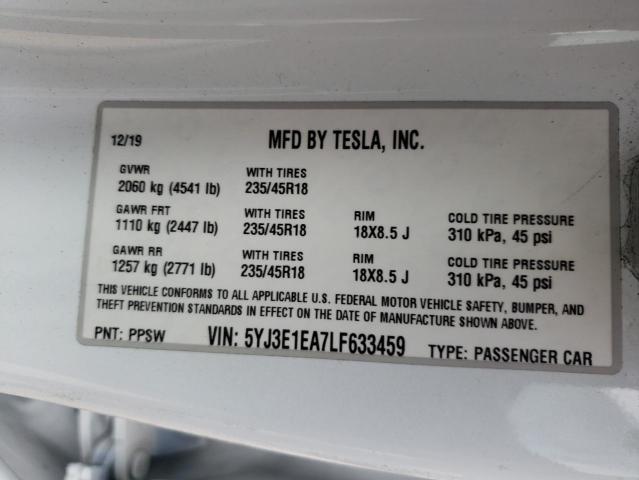 12/19 MFD BY TESLA, INC.
GVWR WITH TIRES
2060 kg (4541 lb) 235/45R18
GAWR FRT WITH TIRES RIM COLD TIRE PRESSURE
1110 kg (2447 lb) 235/45R18 18X8.5 J 310 kPa, 45 psi
GAWR RR WITH TIRES RIM COLD TIRE PRESSURE
1257 kg (2771 lb) 235/45R18 18X8.5 J 310 kPa, 45 psi
THIS VEHICLE CONFORMS TO ALL APPLICABLE U.S. FEDERAL MOTOR VEHICLE SAFETY, BUMPER, AND
THEFT PREVENTION STANDARDS IN EFFECT ON THE DATE OF MANUFACTURE SHOWN ABOVE.
PNT: PPSW VIN: 5YJ3E1EA7LF633459 TYPE: PASSENGER CAR